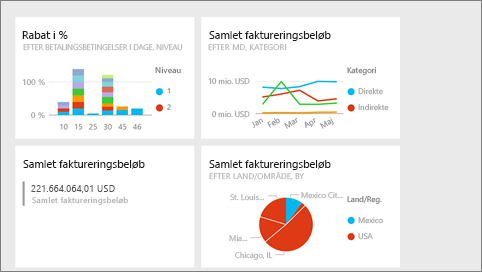 Rabat i %
EFTER BETALINGSBETINGELSER I DAGE, NIVEAU
Niveau
100 %
1
2
0 %
10 15 25 30 45 46
Samlet faktureringsbeløb
EFTER MD, KATEGORI
Kategori
10 mio. USD
Direkte
Indirekte
0 mio. USD
Jan Feb Mar Apr Maj
Samlet faktureringsbeløb
221.664.064,01 USD
Samlet faktureringsbeløb
Samlet faktureringsbeløb
EFTER LAND/OMRÅDE, BY
St. Louis... Mexico Cit...
Land/Reg.
Mexico
Mia...
USA
Chicago, IL